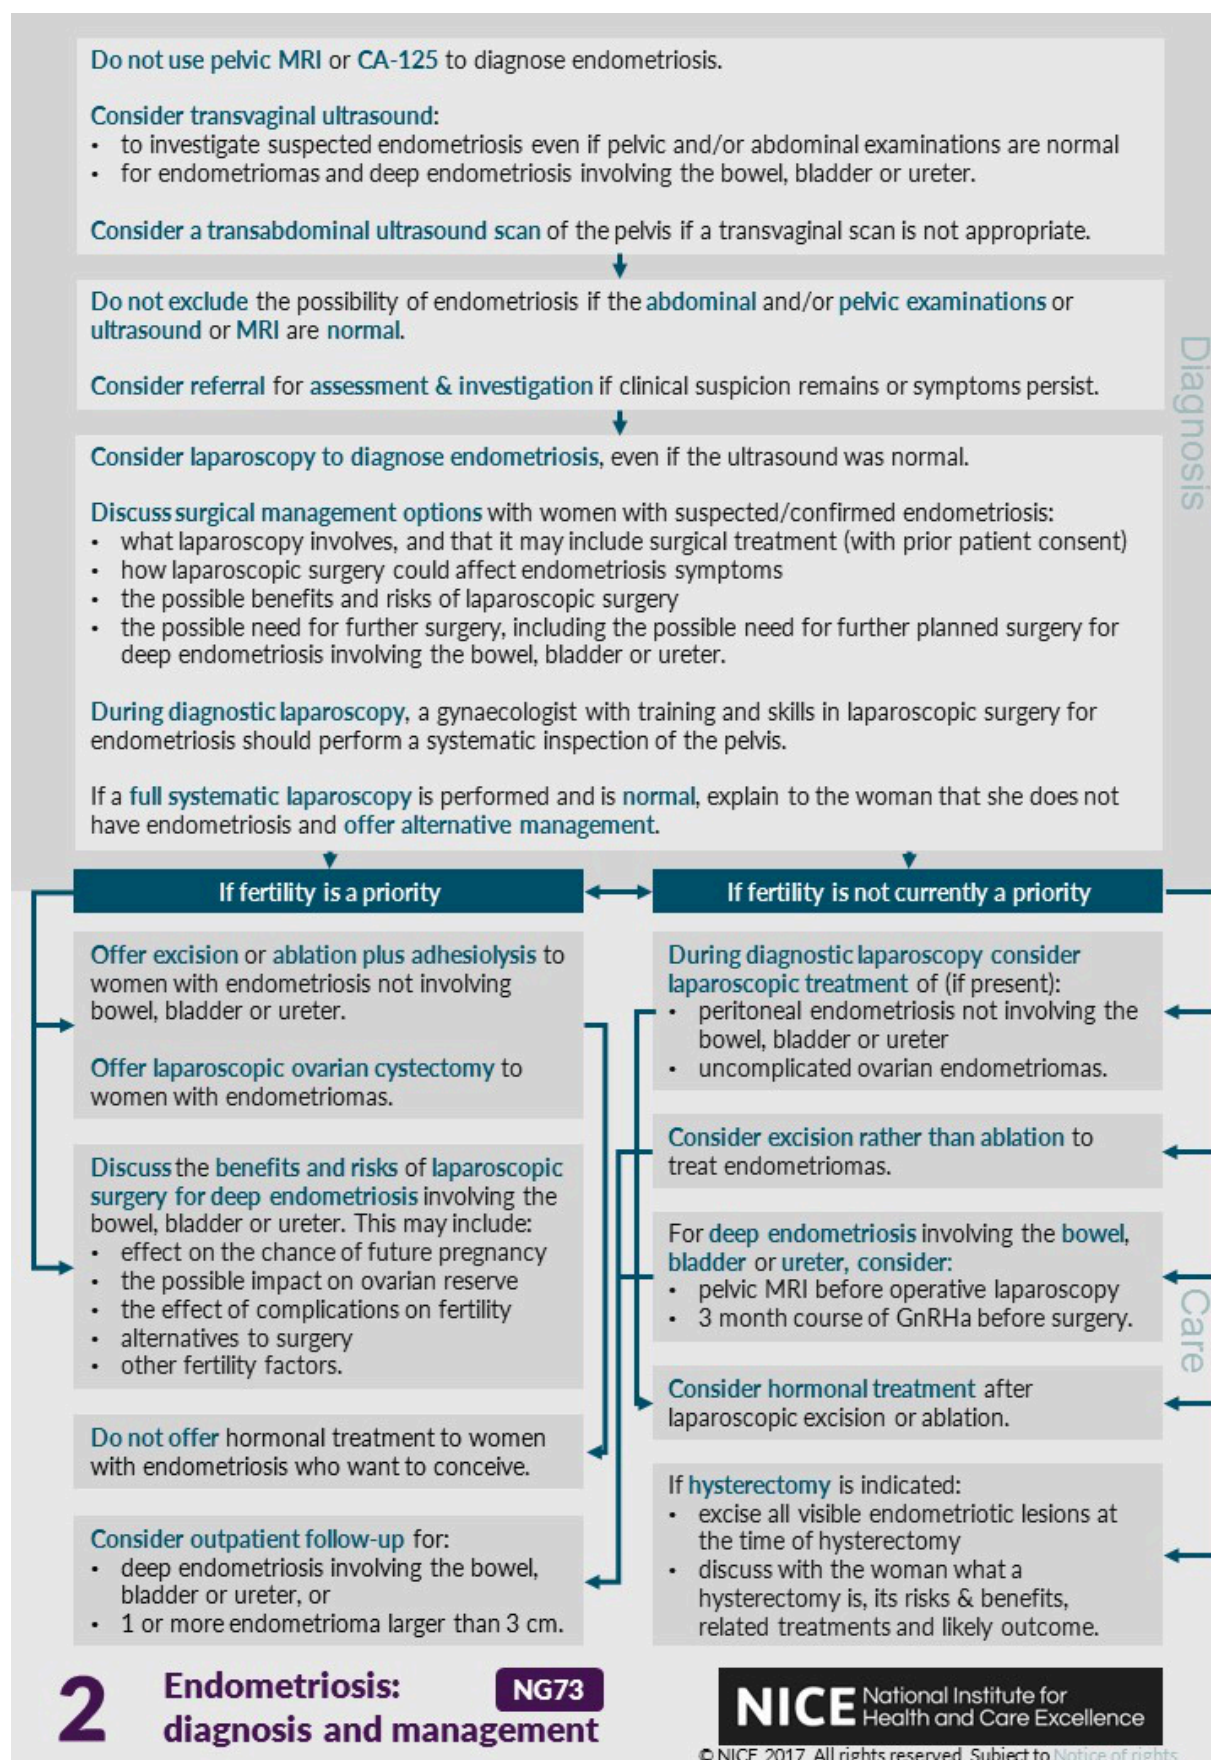 Do not use pelvic MRI or CA-125 to diagnose endometriosis.
Consider transvaginal ultrasound:
• to investigate suspected endometriosis even if pelvic and/or abdominal examinations are normal
• for endometriomas and deep endometriosis involving the bowel, bladder or ureter.
Consider a transabdominal ultrasound scan of the pelvis if a transvaginal scan is not appropriate.
Do not exclude the possibility of endometriosis if the abdominal and/or pelvic examinations or
ultrasound or MRI are normal.
Consider referral for assessment & investigation if clinical suspicion remains or symptoms persist.
Diagnosis
Consider laparoscopy to diagnose endometriosis, even if the ultrasound was normal.
Discuss surgical management options with women with suspected/confirmed endometriosis:
• what laparoscopy involves, and that it may include surgical treatment (with prior patient consent)
• how laparoscopic surgery could affect endometriosis symptoms
• the possible benefits and risks of laparoscopic surgery
• the possible need for further surgery, including the possible need for further planned surgery for
deep endometriosis involving the bowel, bladder or ureter.
During diagnostic laparoscopy, a gynaecologist with training and skills in laparoscopic surgery for
endometriosis should perform a systematic inspection of the pelvis.
If a full systematic laparoscopy is performed and is normal, explain to the woman that she does not
have endometriosis and offer alternative management.
If fertility is a priority
Offer excision or ablation plus adhesiolysis to
women with endometriosis not involving
bowel, bladder or ureter.
Offer laparoscopic ovarian cystectomy to
women with endometriomas.
Discuss the benefits and risks of laparoscopic
surgery for deep endometriosis involving the
bowel, bladder or ureter. This may include:
• effect on the chance of future pregnancy
• the possible impact on ovarian reserve
• the effect of complications on fertility
• alternatives to surgery
• other fertility factors.
Do not offer hormonal treatment to women
with endometriosis who want to conceive.
Consider outpatient follow-up for:
• deep endometriosis involving the bowel,
bladder or ureter, or
• 1 or more endometrioma larger than 3 cm.
If fertility is not currently a priority
During diagnostic laparoscopy consider
laparoscopic treatment of (if present):
• peritoneal endometriosis not involving the
bowel, bladder or ureter
• uncomplicated ovarian endometriomas.
Consider excision rather than ablation to
treat endometriomas.
For deep endometriosis involving the bowel,
bladder or ureter, consider:
• pelvic MRI before operative laparoscopy
• 3 month course of GnRHa before surgery.
Care
Consider hormonal treatment after
laparoscopic excision or ablation.
If hysterectomy is indicated:
• excise all visible endometriotic lesions at
the time of hysterectomy
• discuss with the woman what a
hysterectomy is, its risks & benefits,
related treatments and likely outcome.
2
Endometriosis:
diagnosis and management
NG73
NICE National Institute for
Health and Care Excellence
© NICE 2017. All rights reserved. Subject to Notice of rights